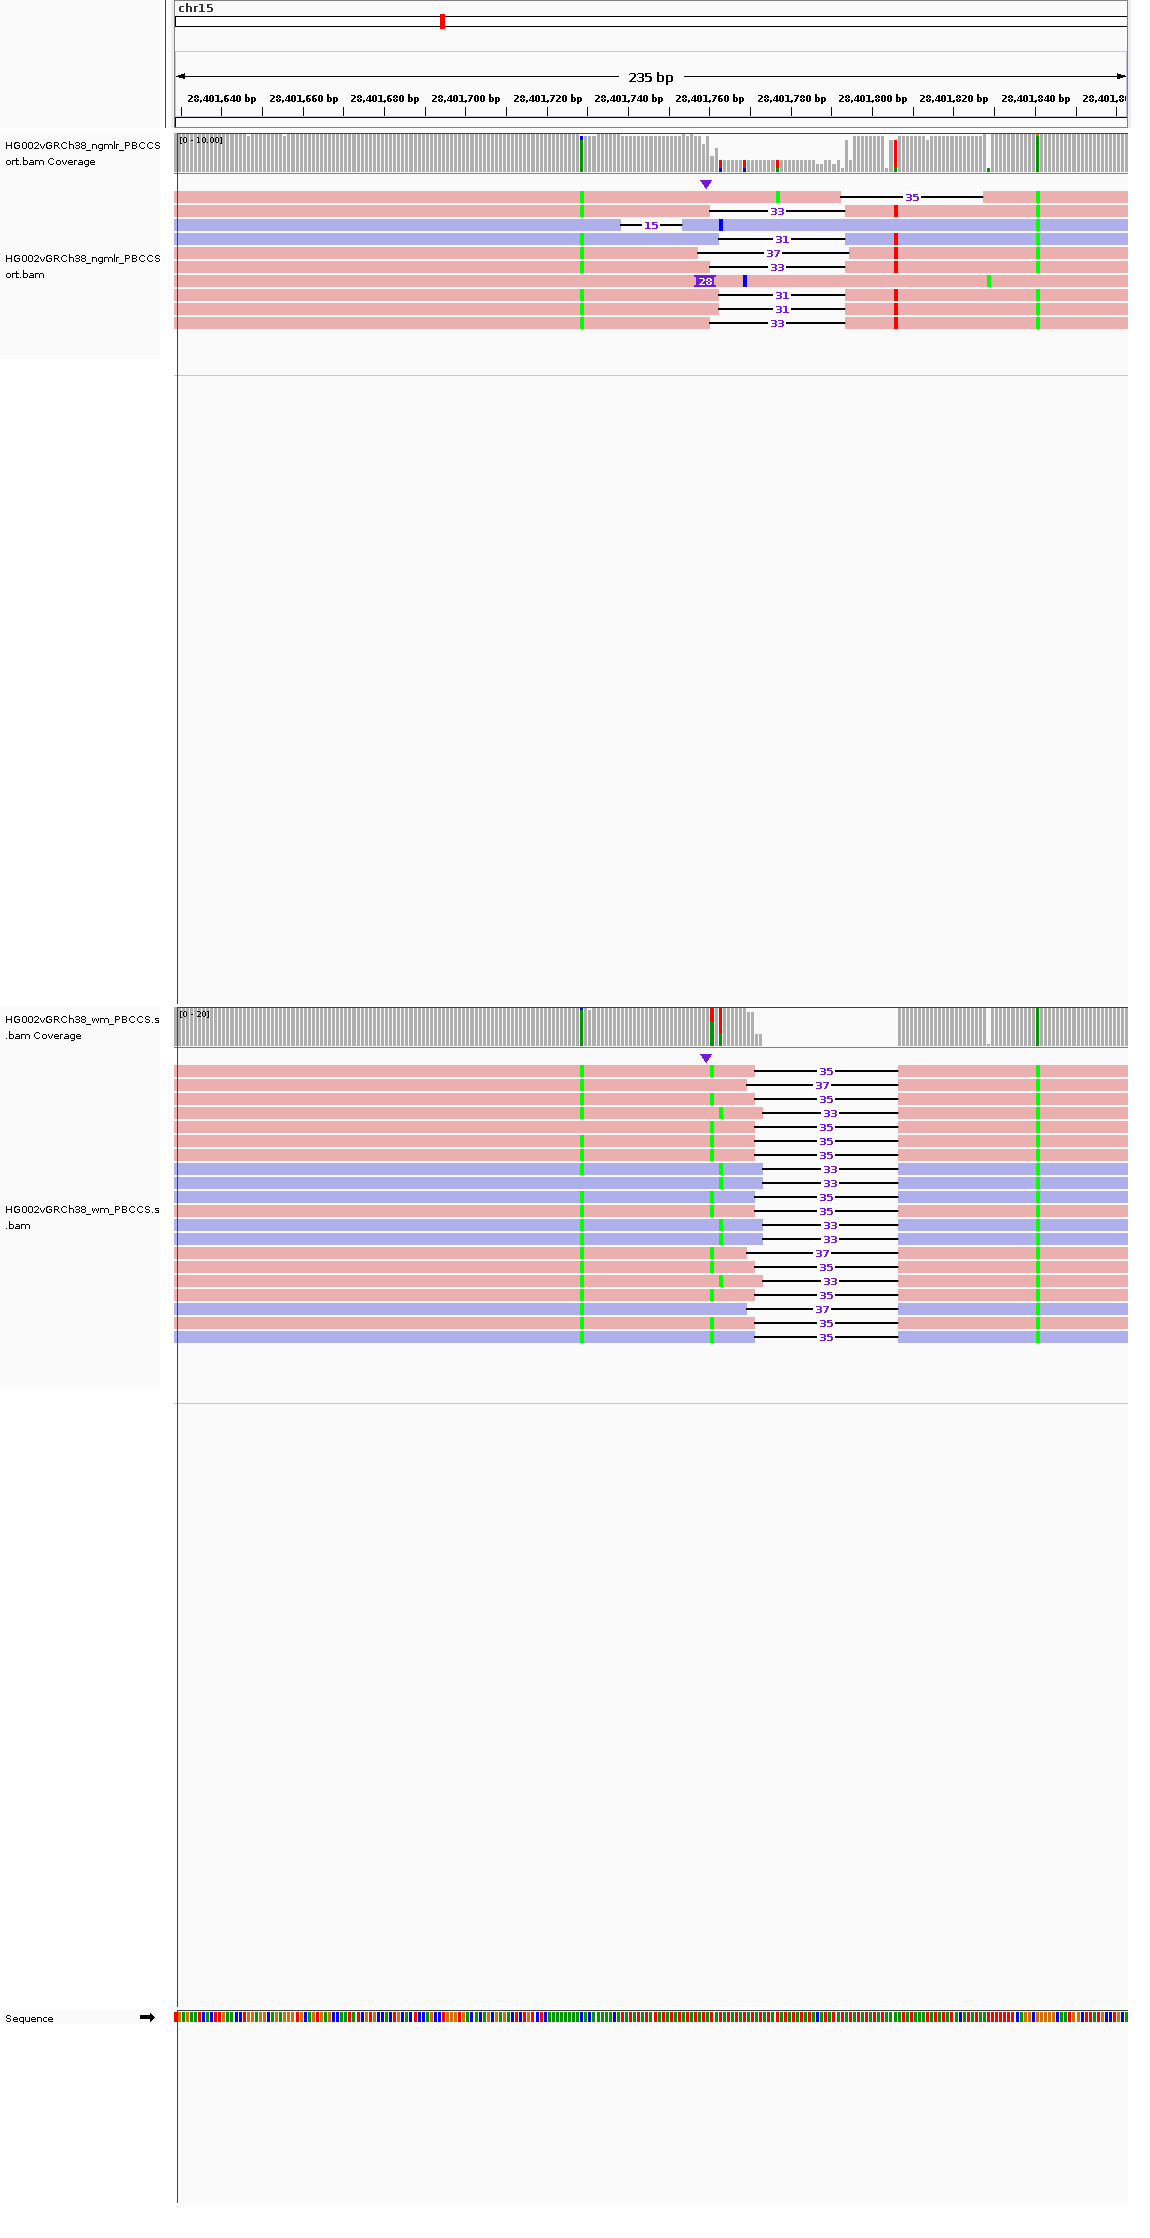 chr15
235 bp
28,401,640 bp 28,401,660 bp 28,401,680 bp 28,401,700 bp 28,401,720 bp 28,401,740 bp 28,401,760 bp 28,401,780 bp 28,401,800 bp 28,401,820 bp 28,401,840 bp 28,401,8
HG002vGRCh38_ngmlr_PBCCS
ort.bam Coverage
[0 - 10.00]
35
33
15
31
37
HG002vGRCh38_ngmlr_PBCCS
ort.bam
33
28
31
31
33
HG002vGRCh38_wm_PBCCS.s
.bam Coverage
[0 - 20]
35
37
35
33
35
35
35
33
33
35
35
HG002vGRCh38_wm_PBCCS.s
.bam
33
33
37
35
33
35
37
35
35
Sequence